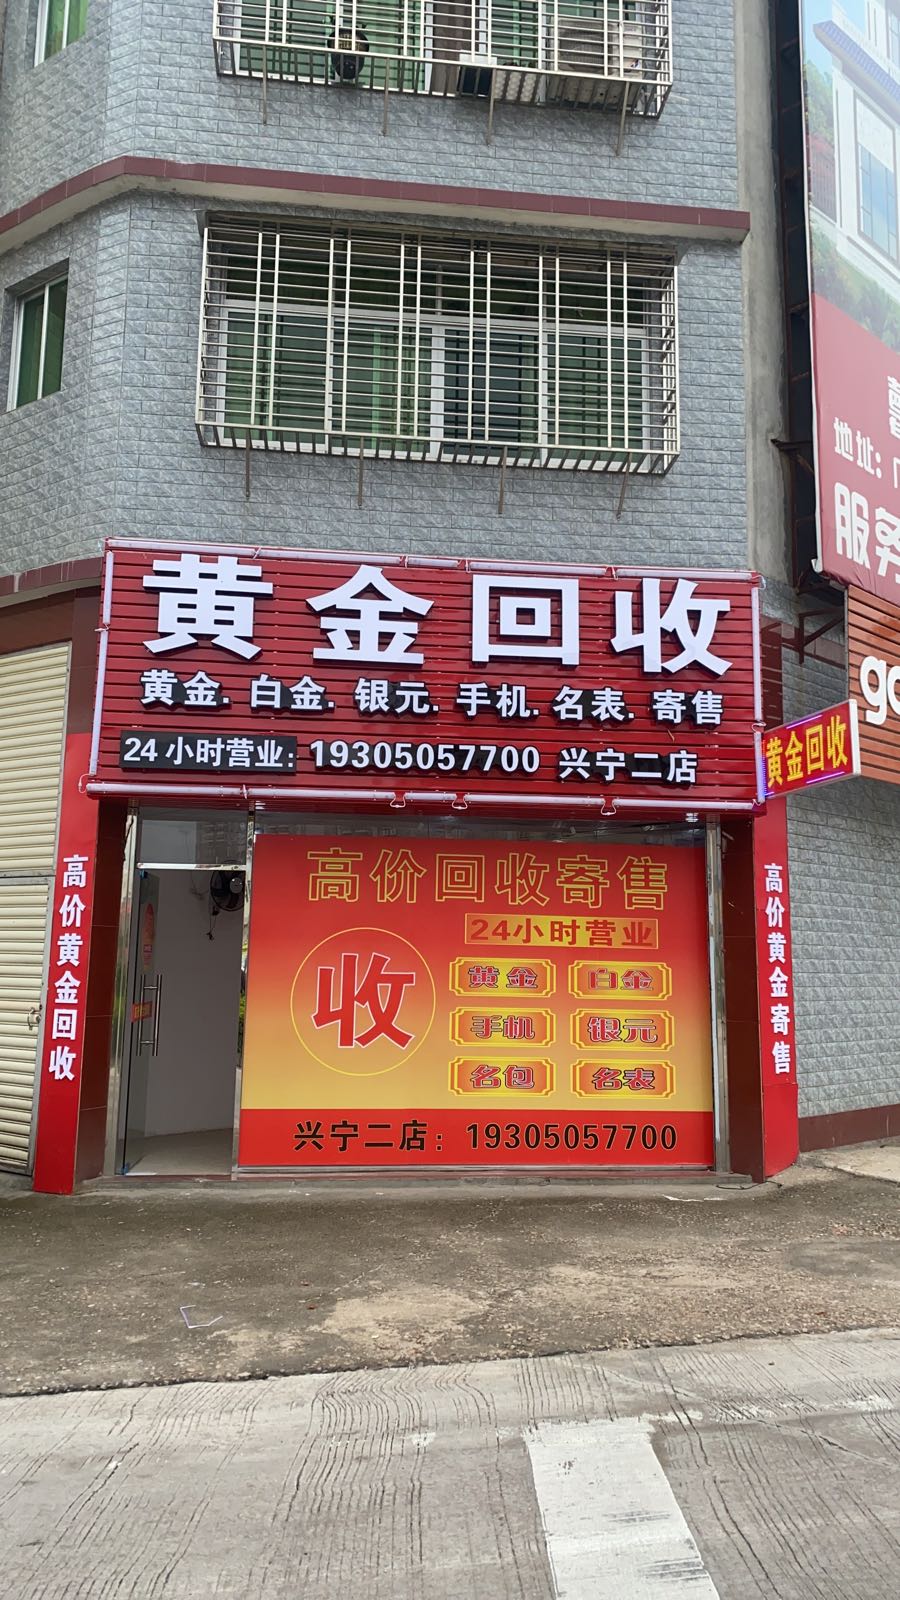 黄金回收
黄金.白金.银元.手机.名表.寄售
24小时营业:19305057700 兴宁二店
黄金回收
地址:
服务
go
高价黄金回收
高价回收寄售
24小时营业
收
黄金 白金
手机 银元
名包 名表
兴宁二店:19305057700
高价黄金寄售